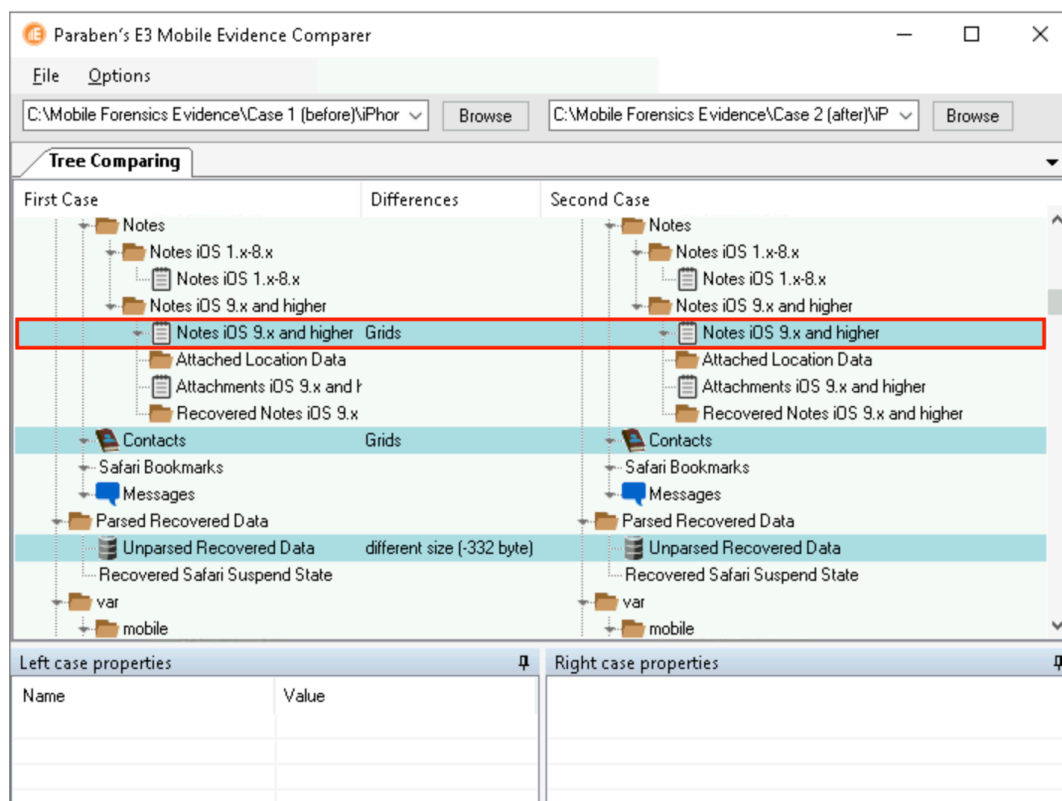 Paraben's E3 Mobile Evidence Comparer
File Options
C:\Mobile Forensics Evidence\Case 1 (before)\iPhor Browse C:\Mobile Forensics Evidence\Case 2 (after)\iP Browse
Tree Comparing
First Case Differences Second Case
Notes Notes
Notes iOS 1.x-8.x Notes iOS 1.x-8.x
Notes iOS 1.x-8.x Notes iOS 1.x-8.x
Notes iOS 9.x and higher Notes iOS 9.x and higher
Notes iOS 9.x and higher Grids Notes iOS 9.x and higher
Attached Location Data Attached Location Data
Attachments iOS 9.x and h Attachments iOS 9.x and higher
Recovered Notes iOS 9.x Recovered Notes iOS 9.x and higher
Contacts Grids Contacts
Safari Bookmarks Safari Bookmarks
Messages Messages
Parsed Recovered Data Parsed Recovered Data
Unparsed Recovered Data different size (-332 byte) Unparsed Recovered Data
Recovered Safari Suspend State Recovered Safari Suspend State
var var
mobile mobile
Left case properties Right case properties
Name Value